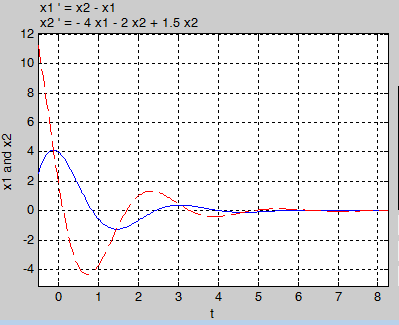 x1 ' = x2 - x1
x2 ' = - 4 x1 - 2 x2 + 1.5 x2
12
10
8
6
4
2
0
-2
-4
x1 and x2
0 1 2 3 4 5 6 7 8
t